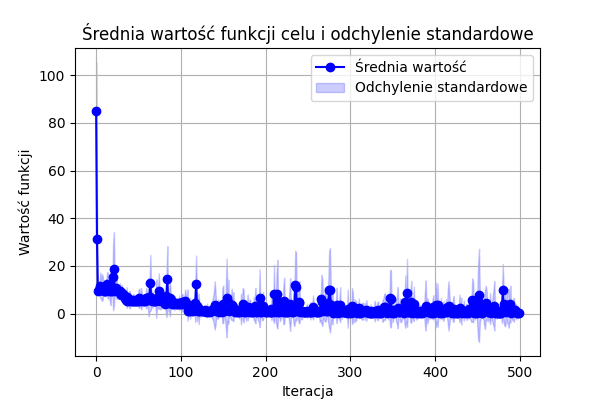 Średnia wartość funkcji celu i odchylenie standardowe
Średnia wartość
Odchylenie standardowe
Wartość funkcji
100
80
60
40
20
0
0 100 200 300 400 500
Iteracja